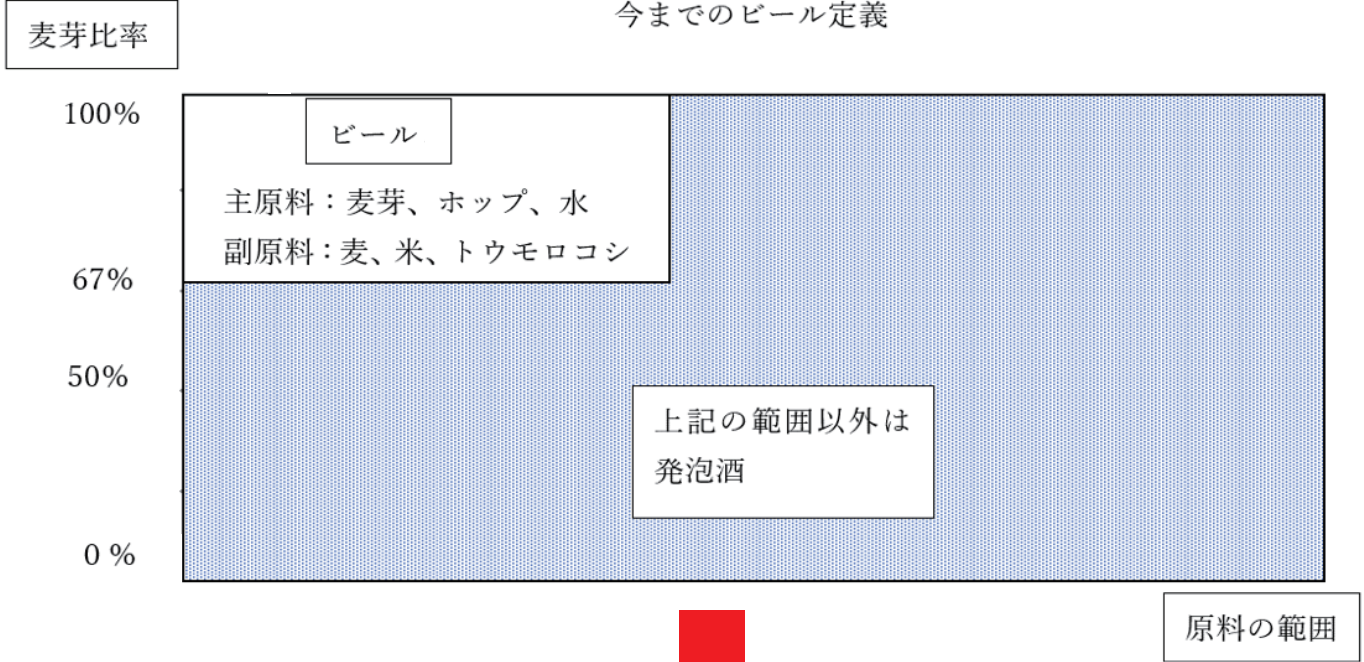 今までのビール定義
麦芽比率
100%
ビール
主原料：麦芽、ホップ、水
副原料：麦、米、トウモロコシ
67%
50%
上記の範囲以外は
発泡酒
0 %
原料の範囲